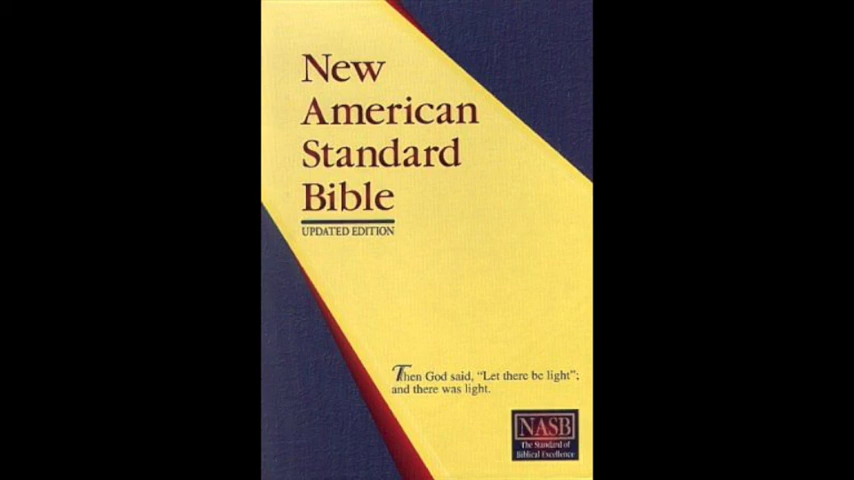 New
American
Standard
Bible
UPDATED EDITION
Then God said, "Let there be light";
and there was light.
NASB
The Standard of
Biblical Excellence